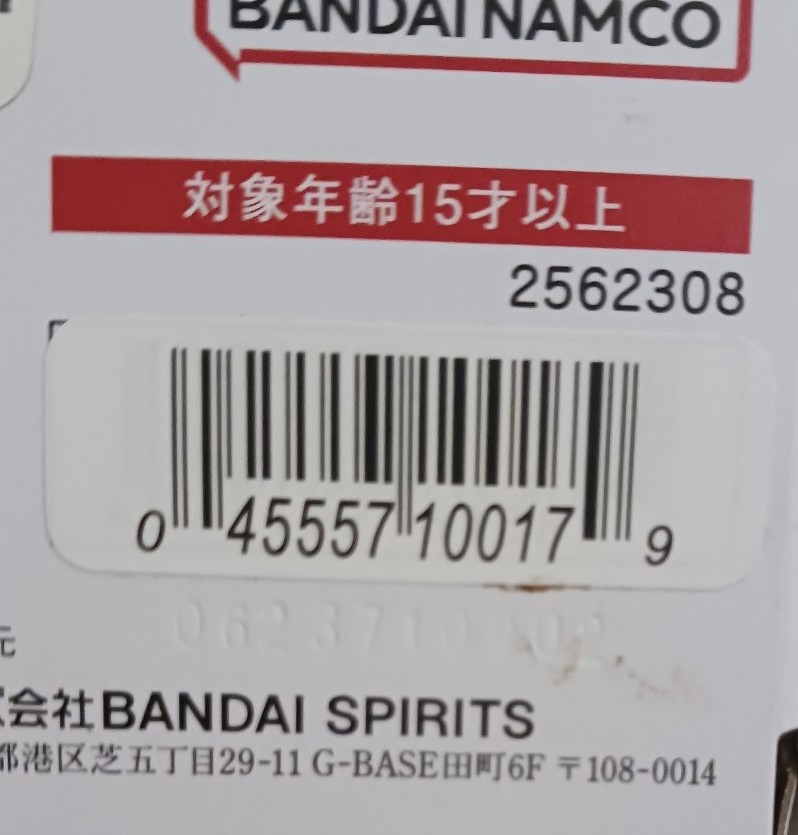 BANDAI NAMCO
対象年齢15才以上
2562308
0 45557 10017 9
元
会社BANDAI SPIRITS
都港区芝五丁目29-11 G-BASE田町6F 〒108-0014